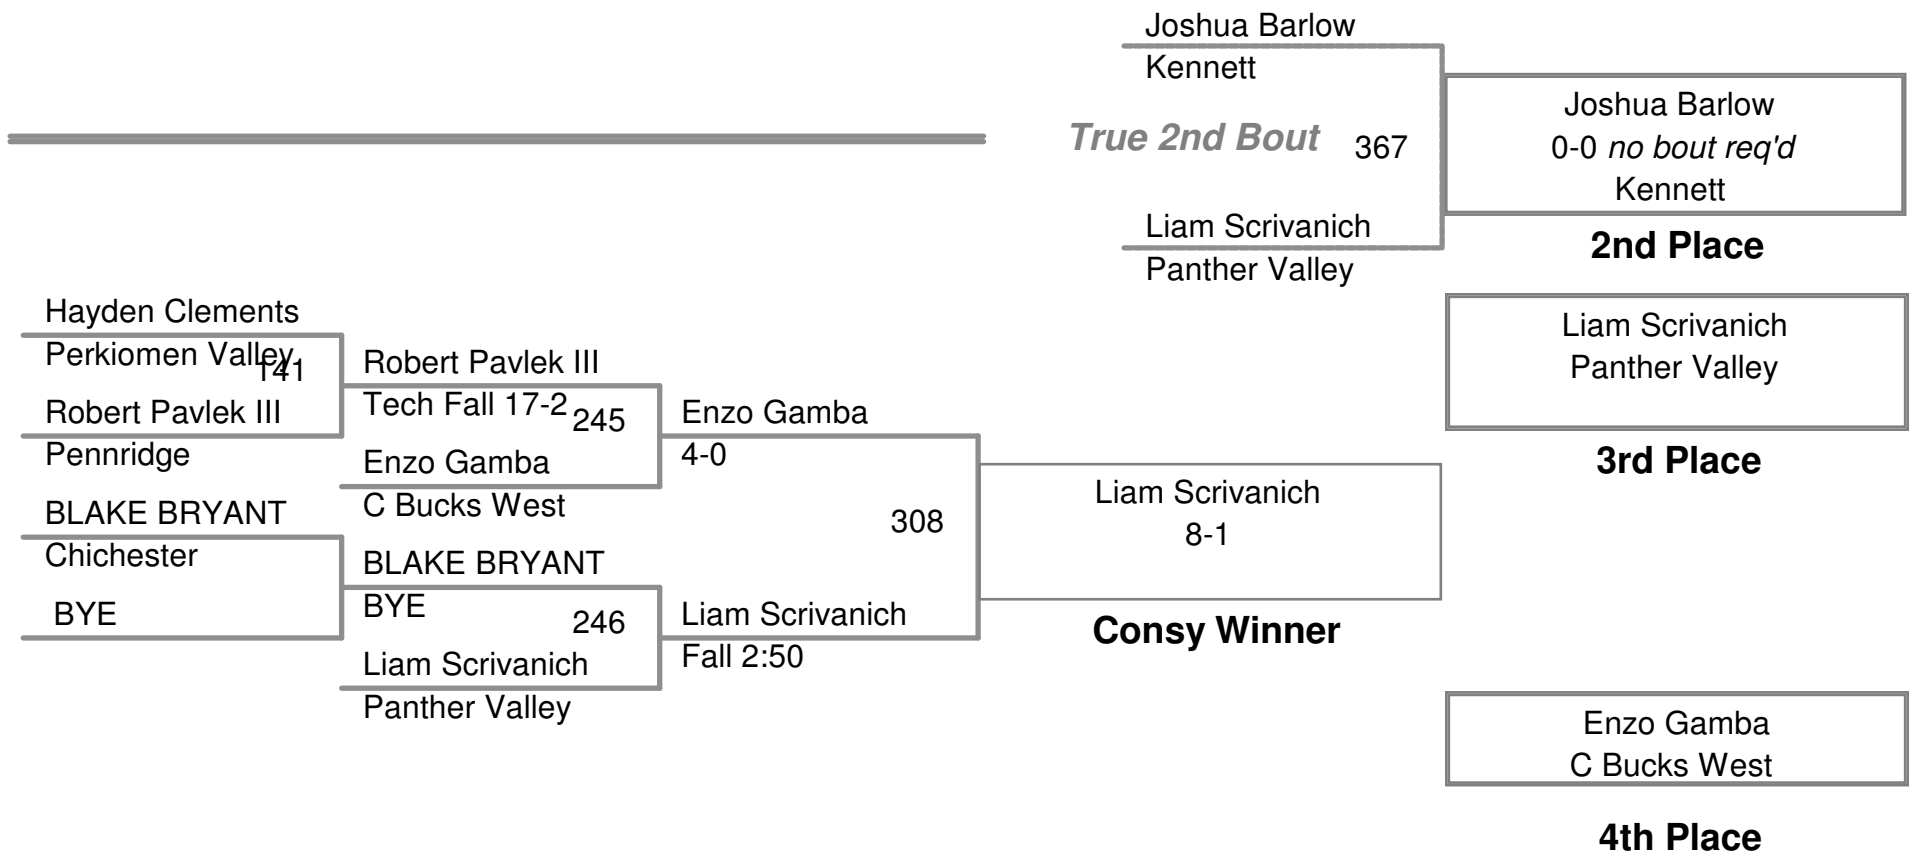 Joshua Barlow
Kennett
True 2nd Bout 367
Liam Scrivanich
Panther Valley
Joshua Barlow
0-0 no bout req'd
Kennett
2nd Place
Hayden Clements
Perkiomen Valley
141
Robert Pavlek III
Pennridge
BLAKE BRYANT
Chichester
BYE
Robert Pavlek III
Tech Fall 17-2
245
Enzo Gamba
C Bucks West
BLAKE BRYANT
BYE
246
Liam Scrivanich
Panther Valley
Enzo Gamba
4-0
308
Liam Scrivanich
Fall 2:50
Liam Scrivanich
8-1
Consy Winner
Liam Scrivanich
Panther Valley
3rd Place
Enzo Gamba
C Bucks West
4th Place